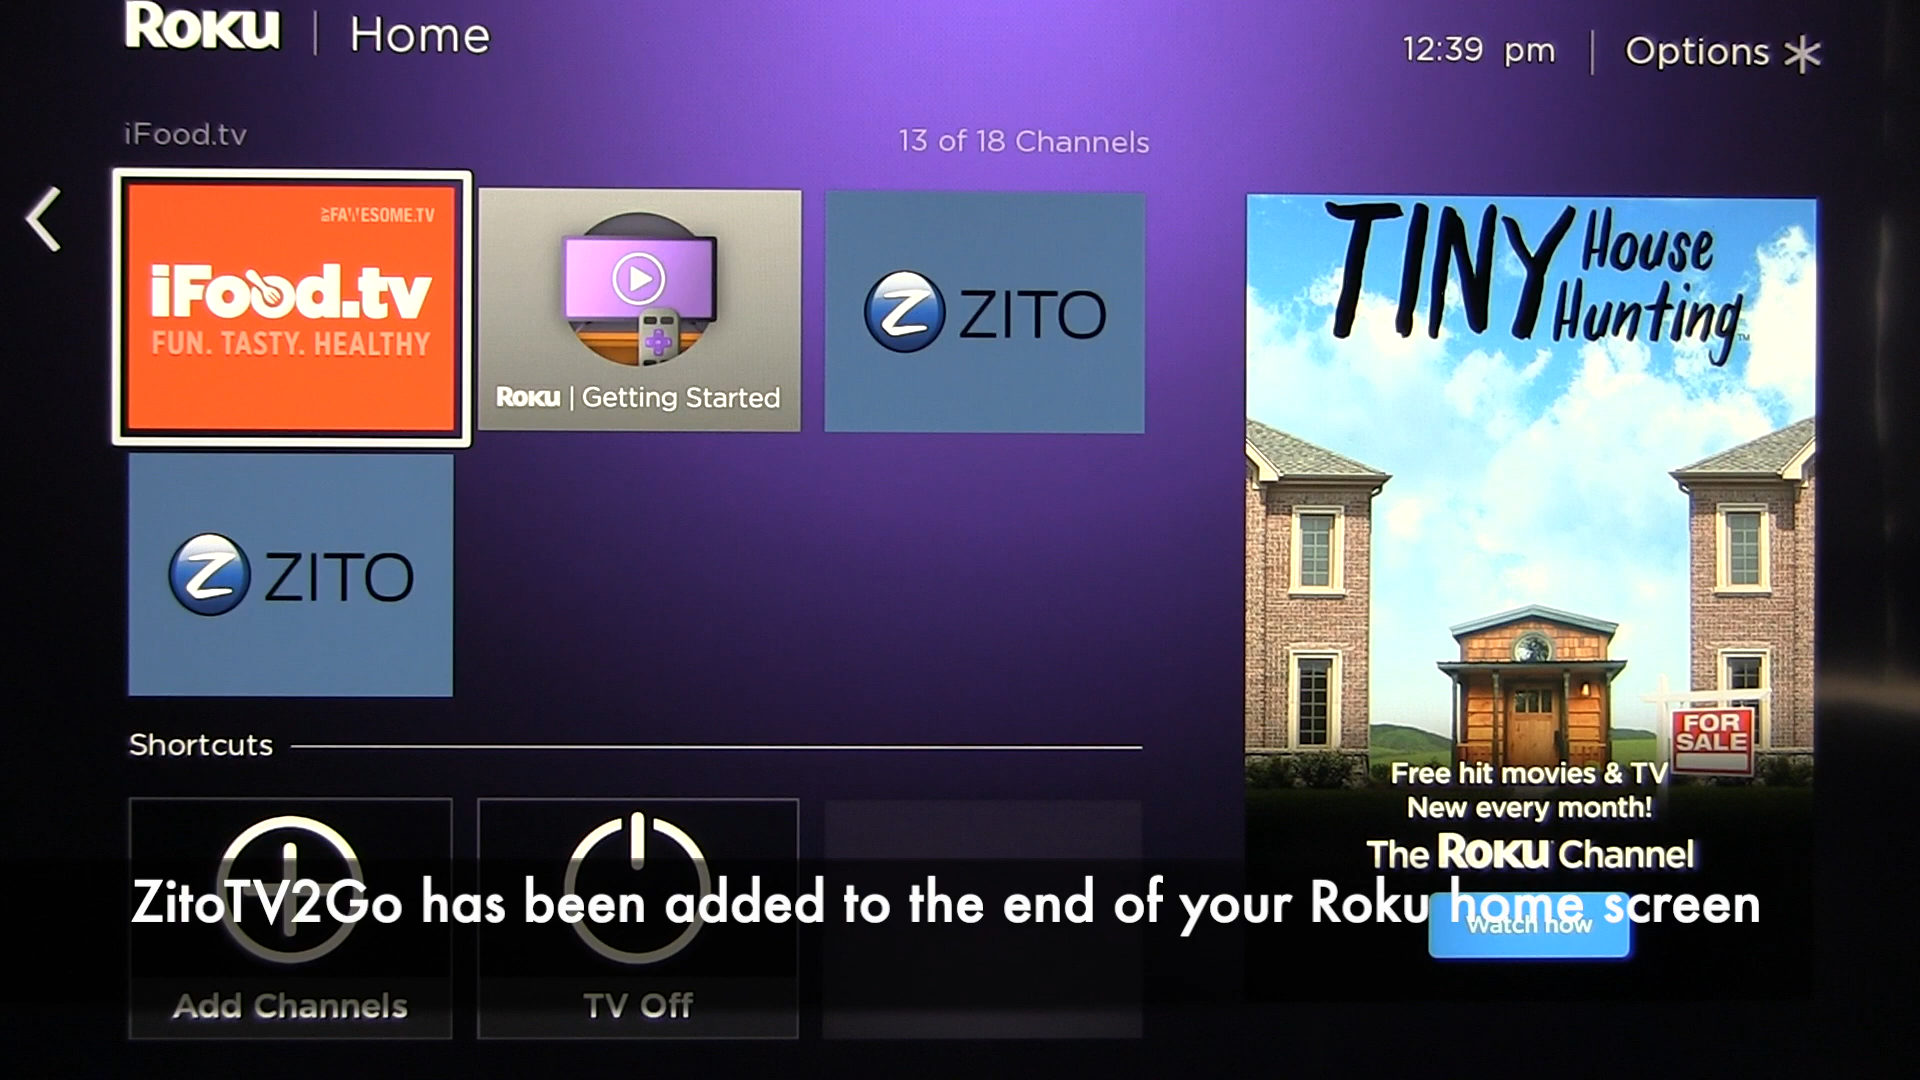 Roku | Home
12:39 pm | Options
iFood.tv
13 of 18 Channels
BY FAWESOME.TV
iFood.tv
FUN. TASTY. HEALTHY
Roku | Getting Started
Z ZITO
Z ZITO
TINY House
Hunting™
FOR
SALE
Free hit movies & TV
New every month!
The Roku Channel
Watch now
Shortcuts
Add Channels
TV Off
ZitoTV2Go has been added to the end of your Roku home screen